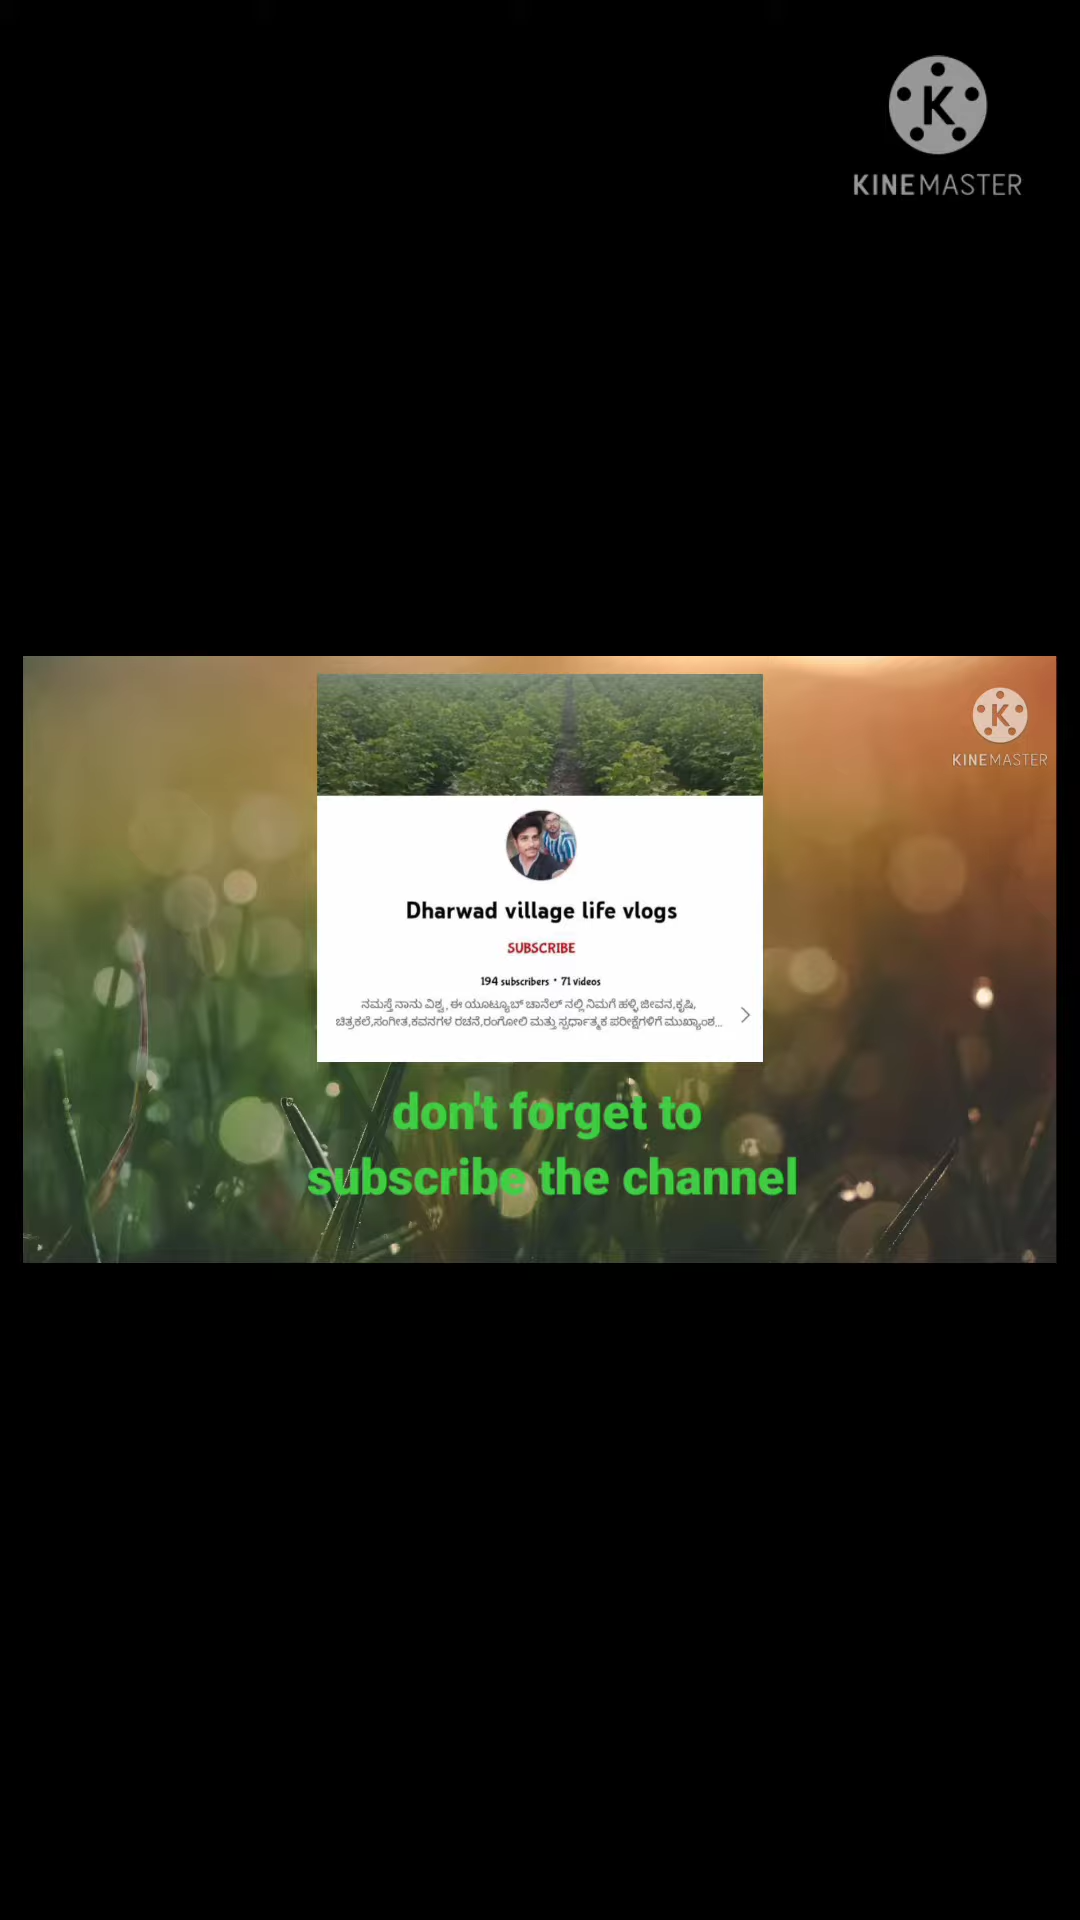 K
KINEMASTER
K
KINEMASTER
Dharwad village life vlogs
SUBSCRIBE
194 subscribers • 71 videos
ನಮಸ್ತೆ ನಾನು ವಿಶ್ವ, ಈ ಯೂಟ್ಯೂಬ್ ಚಾನೆಲ್ ನಲ್ಲಿ ನಿಮಗೆ ಹಳ್ಳಿ ಜೀವನ,ಕೃಷಿ,
ಚಿತ್ರಕಲೆ,ಸಂಗೀತ,ಕವನಗಳ ರಚನೆ,ರಂಗೋಲಿ ಮತ್ತು ಸ್ಪರ್ಧಾತ್ಮಕ ಪರೀಕ್ಷೆಗಳಿಗೆ ಮುಖ್ಯಾಂಶ...
don't forget to
subscribe the channel